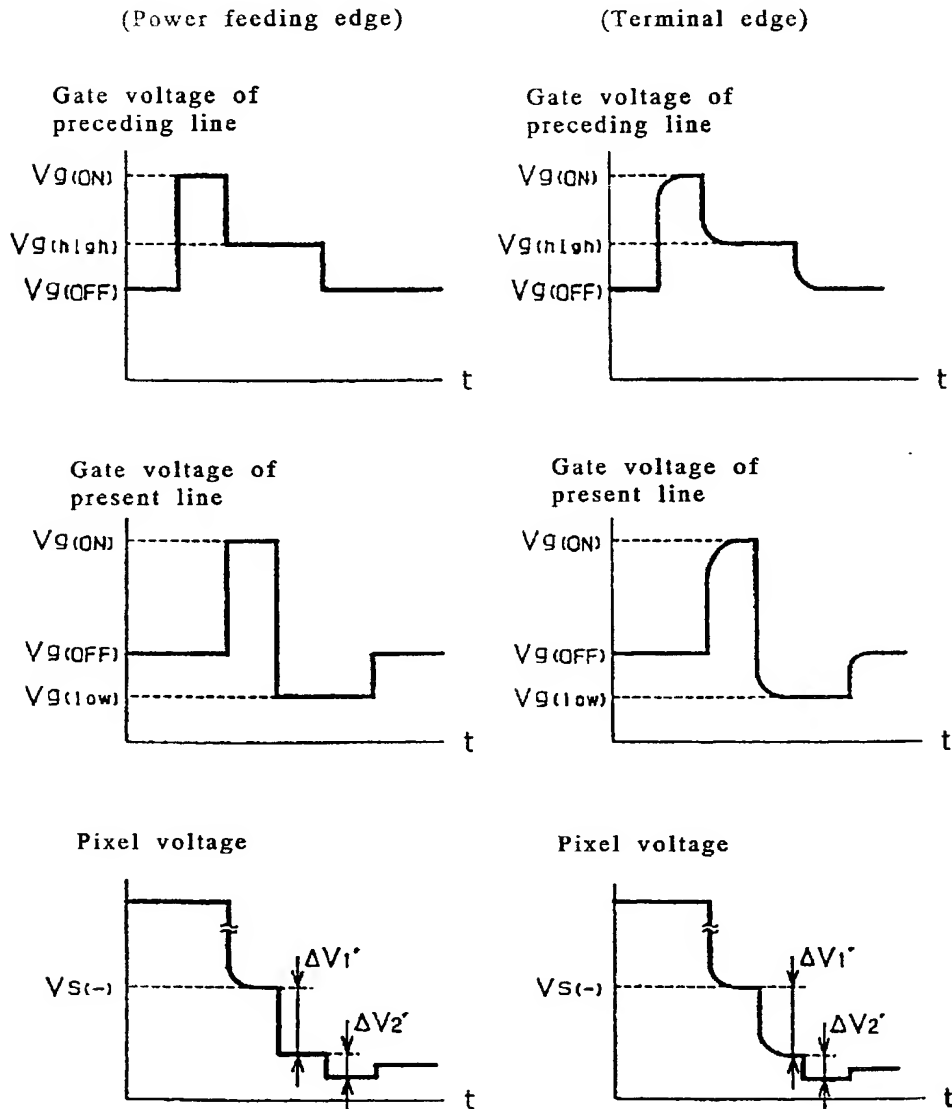 (Power feeding edge)
(Terminal edge)
Gate voltage of
preceding line
Vg(ON)
Vg(high)
Vg(OFF)
t
Gate voltage of
preceding line
Vg(ON)
Vg(high)
Vg(OFF)
t
Gate voltage of
present line
Vg(ON)
Vg(OFF)
Vg(low)
t
Gate voltage of
present line
Vg(ON)
Vg(OFF)
Vg(low)
t
Pixel voltage
VS(-)
ΔV1'
ΔV2'
t
Pixel voltage
VS(-)
ΔV1'
ΔV2'
t